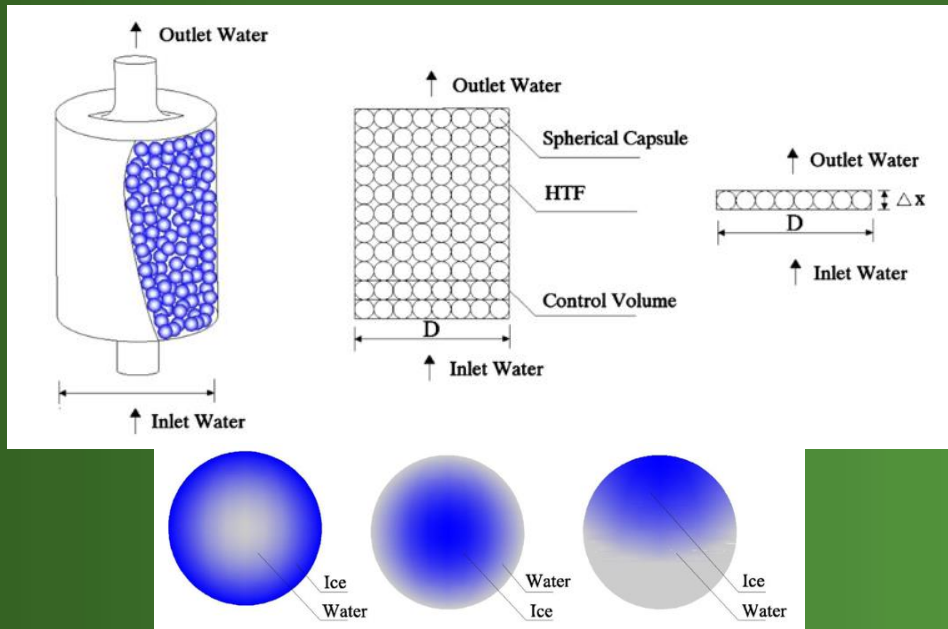 Outlet Water
Inlet Water
Outlet Water
Spherical Capsule
HTF
Control Volume
D
Inlet Water
Outlet Water
△x
D
Inlet Water
Ice
Water
Water
Ice
Ice
Water